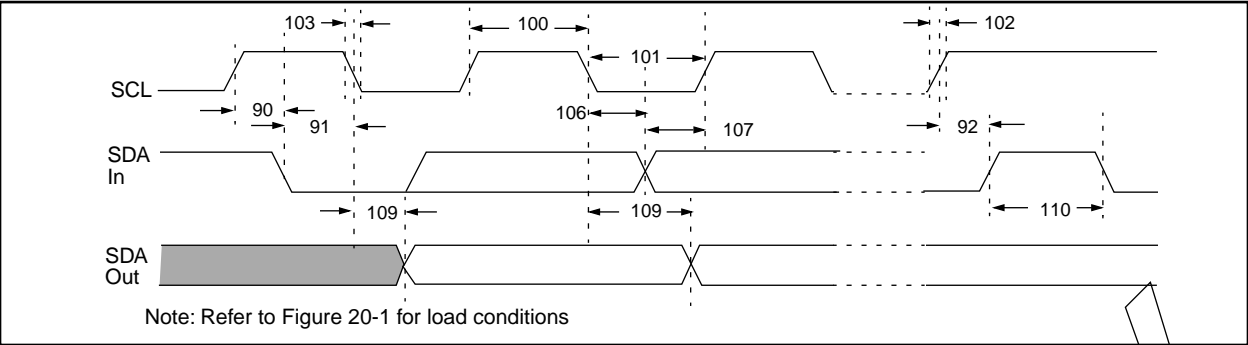 103
100
102
101
SCL
90
106
91
107
92
SDA
In
109
109
110
SDA
Out
Note: Refer to Figure 20-1 for load conditions